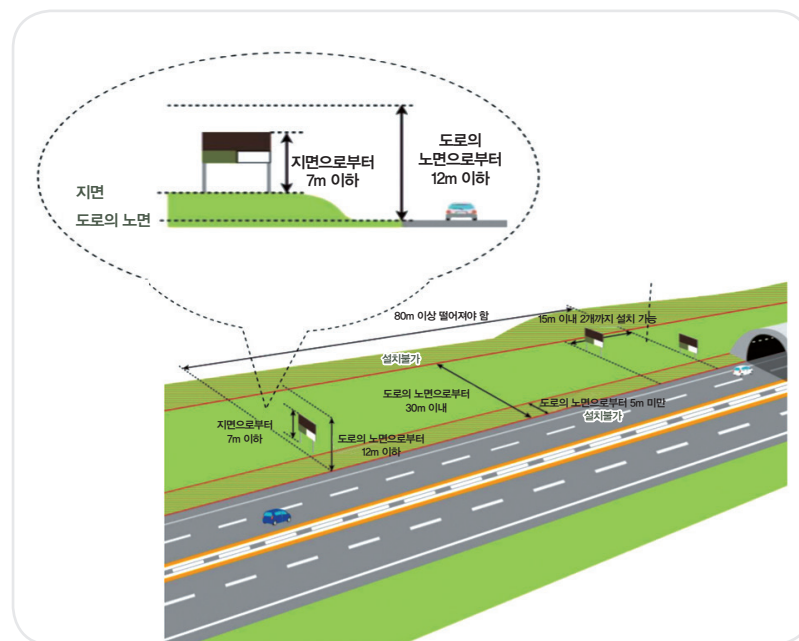 지면으로부터
7m 이하
도로의
노면으로부터
12m 이하
지면
도로의 노면
80m 이상 떨어져야 함
15m 이내 2개까지 설치 가능
설치불가
도로의 노면으로부터
30m 이내
도로의 노면으로부터 5m 미만
설치불가
지면으로부터
7m 이하
도로의 노면으로부터
12m 이하